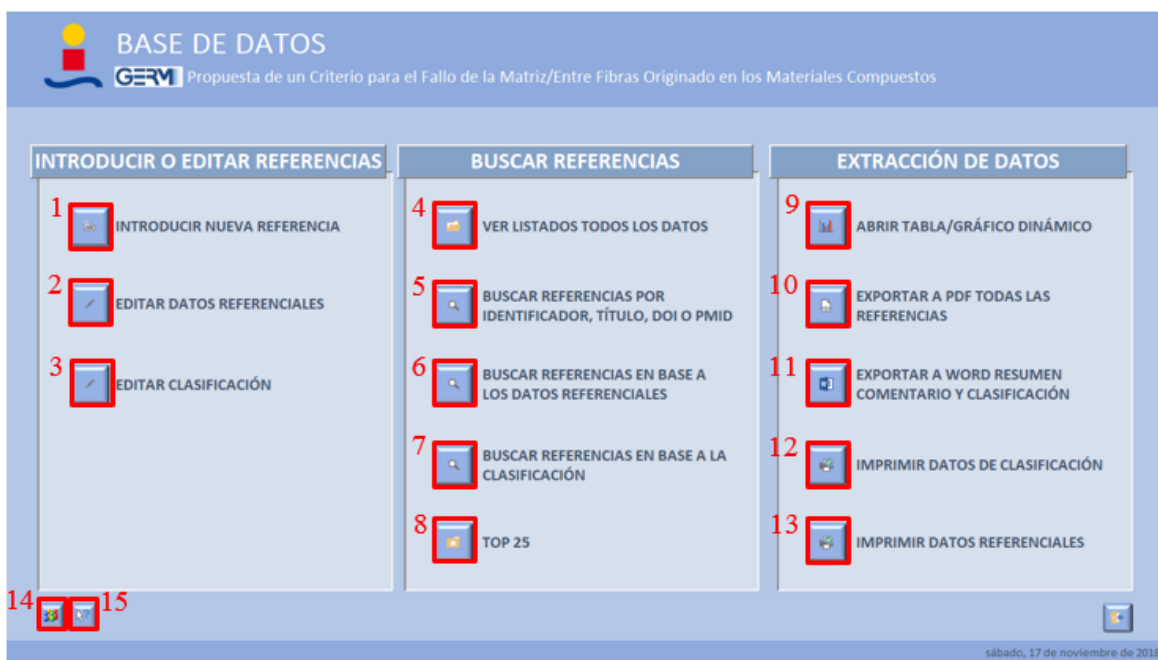 BASE DE DATOS
GERM Propuesta de un Criterio para el Fallo de la Matriz/Entre Fibras Originado en los Materiales Compuestos
INTRODUCIR O EDITAR REFERENCIAS
1
INTRODUCIR NUEVA REFERENCIA
2
EDITAR DATOS REFERENCIALES
3
EDITAR CLASIFICACIÓN
BUSCAR REFERENCIAS
4
VER LISTADOS TODOS LOS DATOS
5
BUSCAR REFERENCIAS POR
IDENTIFICADOR, TÍTULO, DOI O PMID
6
BUSCAR REFERENCIAS EN BASE A
LOS DATOS REFERENCIALES
7
BUSCAR REFERENCIAS EN BASE A LA
CLASIFICACIÓN
8
TOP 25
EXTRACCIÓN DE DATOS
9
ABRIR TABLA/GRÁFICO DINÁMICO
10
EXPORTAR A PDF TODAS LAS
REFERENCIAS
11
EXPORTAR A WORD RESUMEN
COMENTARIO Y CLASIFICACIÓN
12
IMPRIMIR DATOS DE CLASIFICACIÓN
13
IMPRIMIR DATOS REFERENCIALES
14
15
sábado, 17 de noviembre de 2018